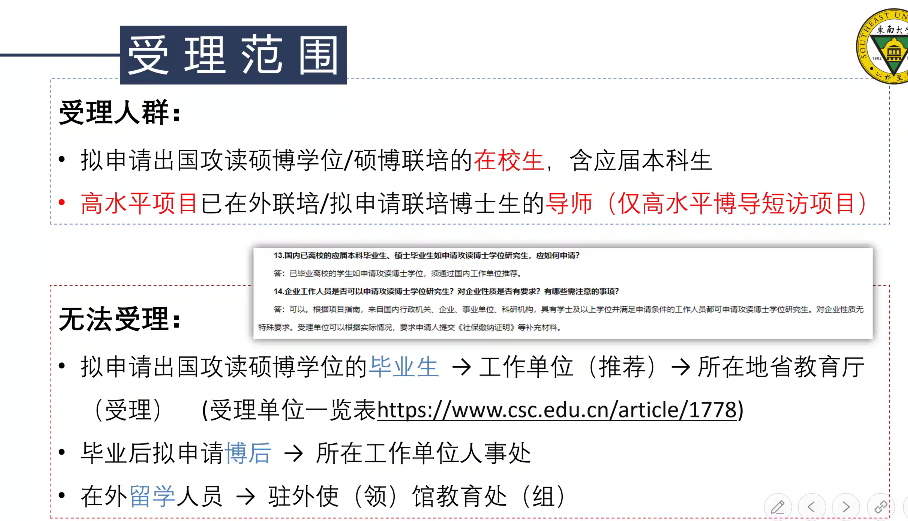 受理范围
SOUTHEAST UN
东南大学
受理人群：
• 拟申请出国攻读硕博学位/硕博联培的在校生，含应届本科生
• 高水平项目已在外联培/拟申请联培博士生的导师（仅高水平博导短访项目）
13.国内已离校的应届本科毕业生、硕士毕业生如申请攻读博士学位研究生，应如何申请？
答：已毕业离校的学生如申请攻读博士学位，须通过国内工作单位推荐。
14.企业工作人员是否可以申请攻读博士学位研究生？对企业性质是否有要求？有哪些需注意的事项？
答：可以。根据项目指南，来自国内行政机关、企业、事业单位、科研机构，具有学士及以上学位并满足申请条件的工作人员都可申请攻读博士学位研究生。对企业性质无
特殊要求。受理单位可以根据实际情况，要求申请人提交《社保缴纳证明》等补充材料。
无法受理：
• 拟申请出国攻读硕博学位的毕业生 → 工作单位（推荐）→ 所在地省教育厅
（受理） (受理单位一览表https://www.csc.edu.cn/article/1778)
• 毕业后拟申请博后 → 所在工作单位人事处
• 在外留学人员 → 驻外使（领）馆教育处（组）